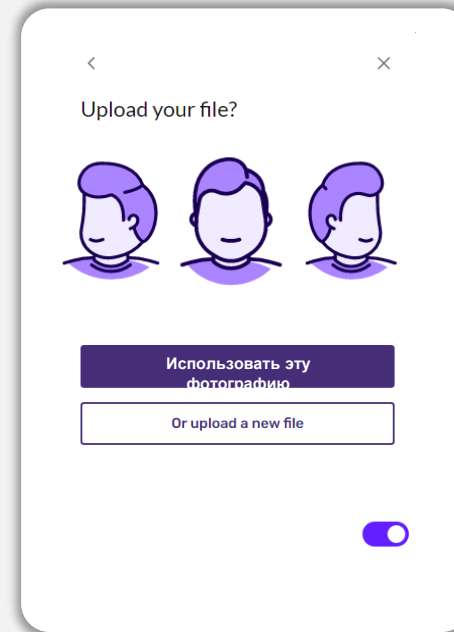 Upload your file?
Использовать эту
фотографию
Or upload a new file